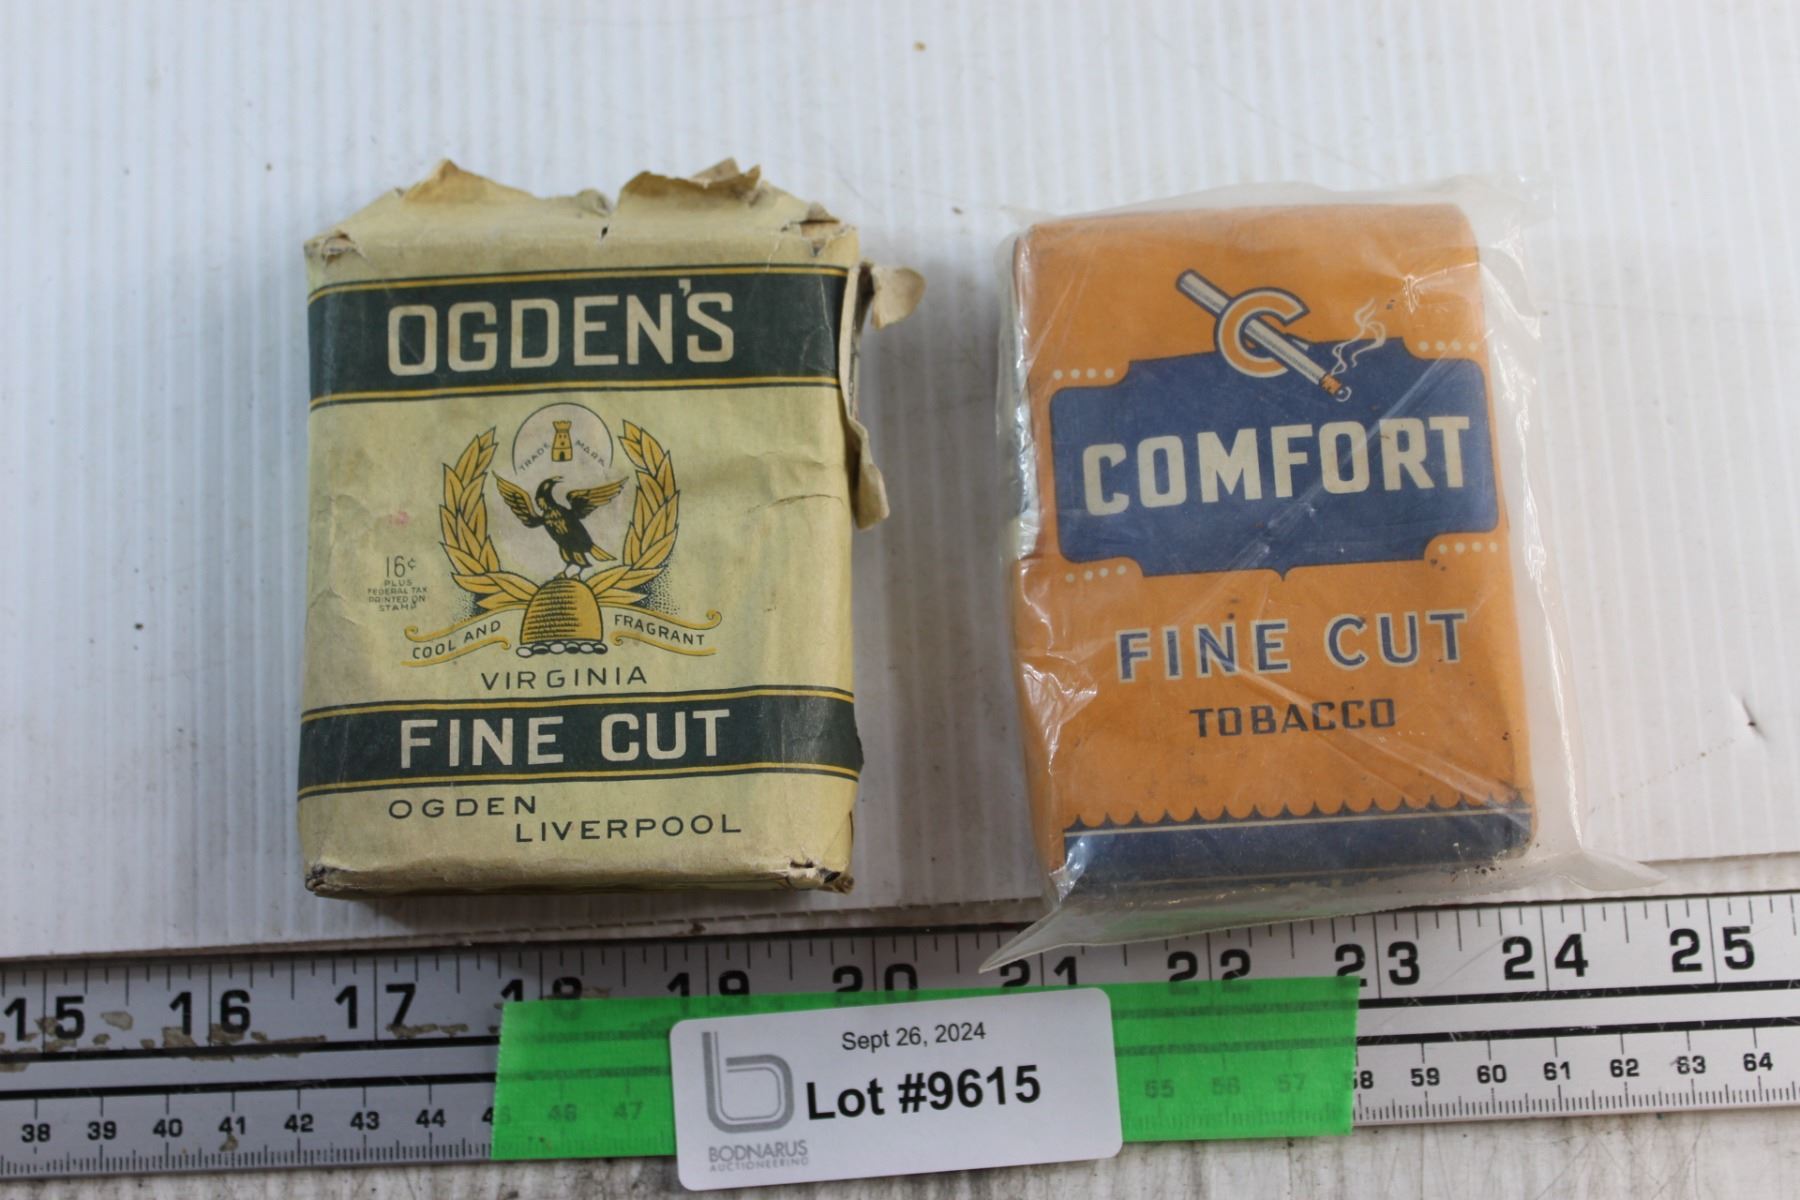 OGDEN'S
TRADE MARK
16¢
PLUS
FEDERAL TAX
PRINTED ON
STAMP
COOL AND FRAGRANT
VIRGINIA
FINE CUT
OGDEN
LIVERPOOL
C
COMFORT
FINE CUT
TOBACCO
15 16 17 18 19 20 21 22 23 24 25
Sept 26, 2024
Lot #9615
b
BODNARUS
AUCTIONEERING
38 39 40 41 42 43 44 45 46 47 55 56 57 58 59 60 61 62 63 64